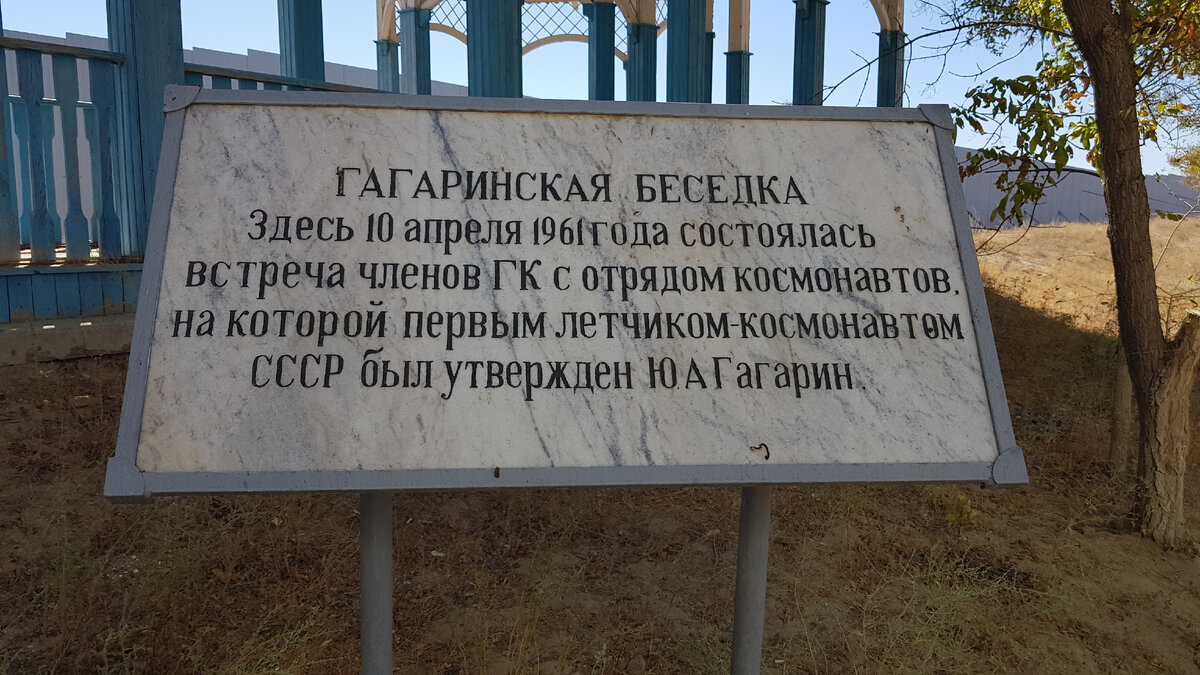 ГАГАРИНСКАЯ БЕСЕДКА
Здесь 10 апреля 1961 года состоялась
встреча членов ГК с отрядом космонавтов,
на которой первым летчиком-космонавтом
СССР был утвержден Ю.А Гагарин.